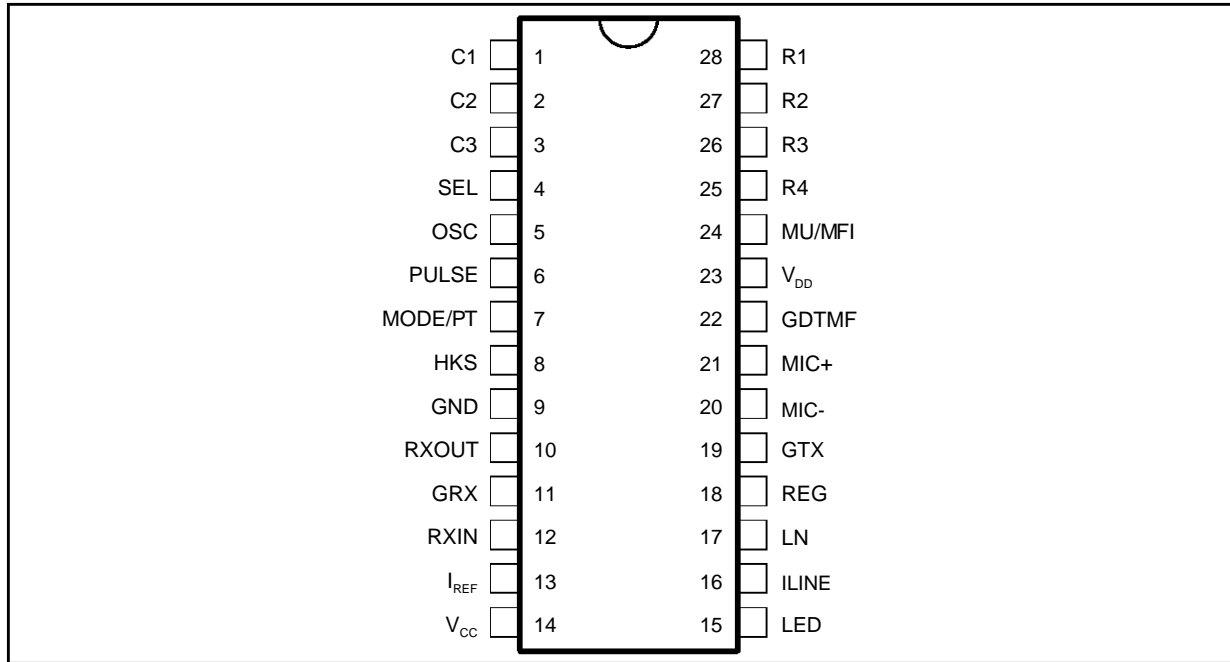 C1 1 28 R1
C2 2 27 R2
C3 3 26 R3
SEL 4 25 R4
OSC 5 24 MU/MFI
PULSE 6 23 VDD
MODE/PT 7 22 GDTMF
HKS 8 21 MIC+
GND 9 20 MIC-
RXOUT 10 19 GTX
GRX 11 18 REG
RXIN 12 17 LN
IREF 13 16 ILINE
VCC 14 15 LED